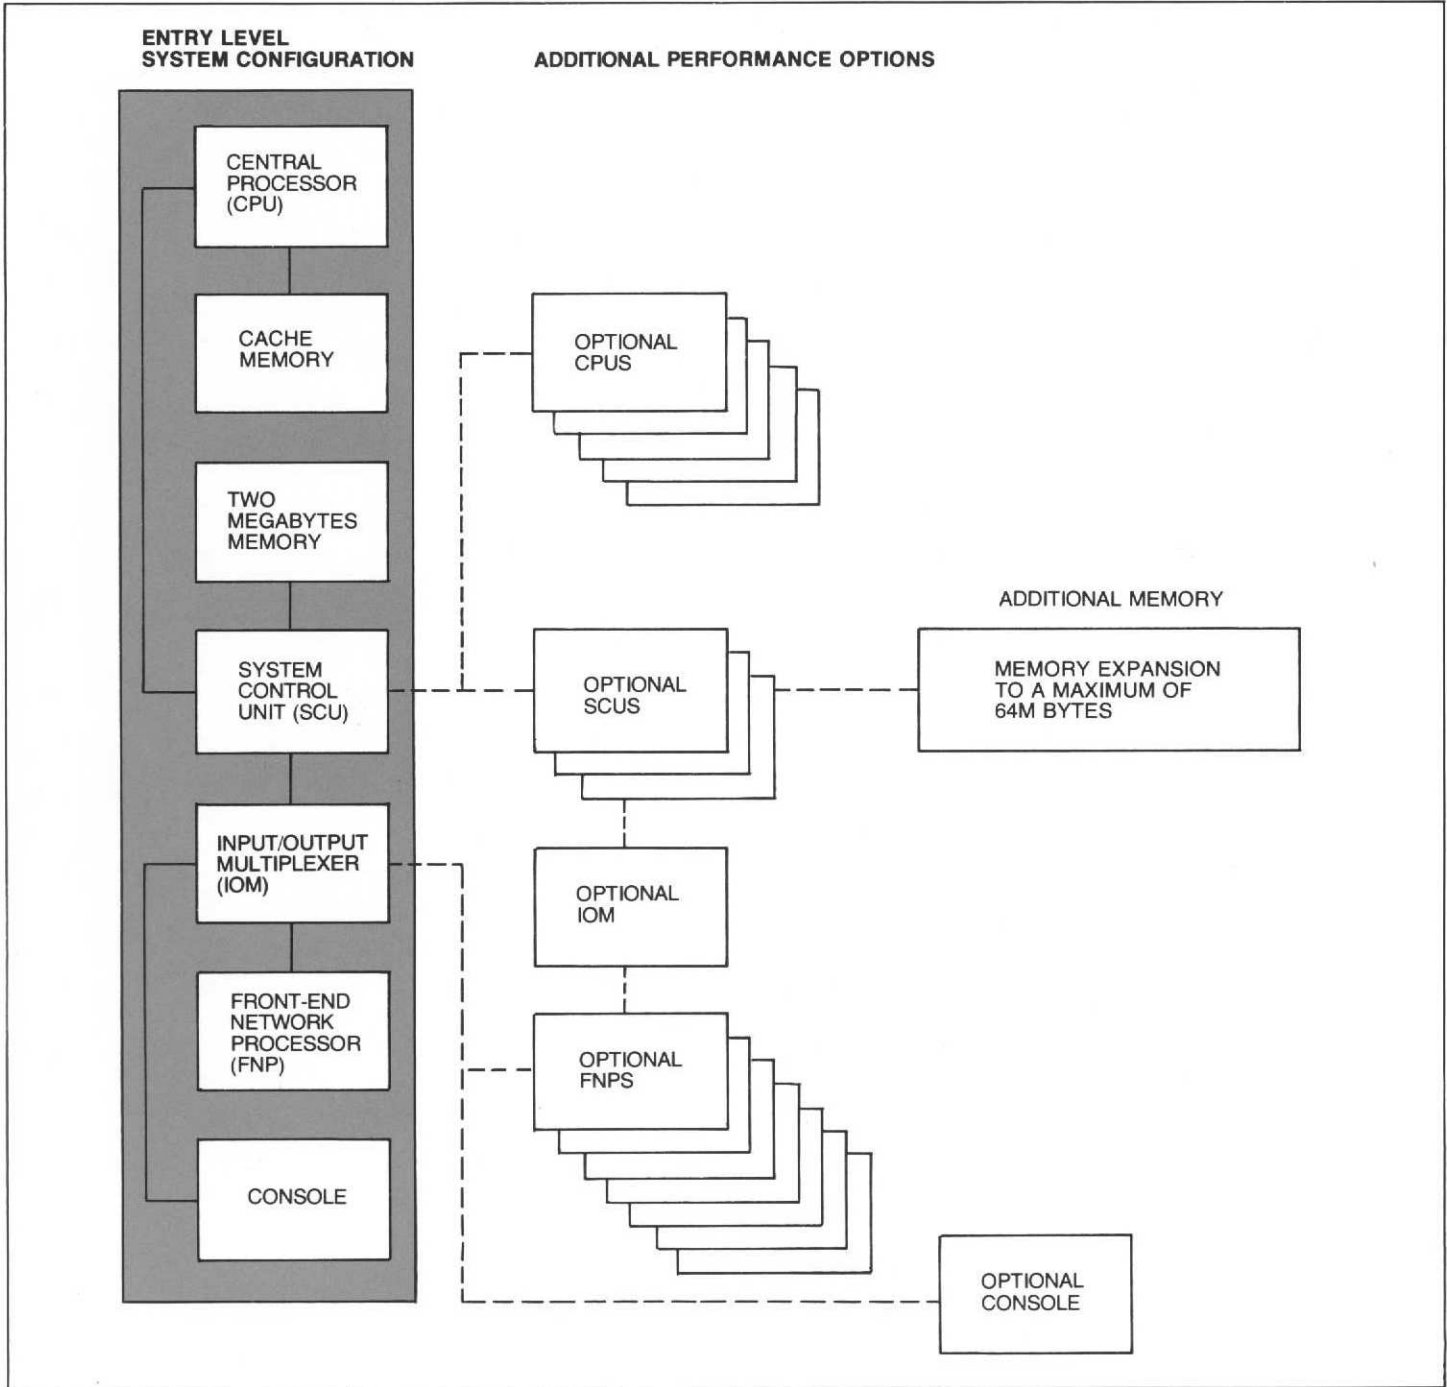 ENTRY LEVEL
SYSTEM CONFIGURATION
ADDITIONAL PERFORMANCE OPTIONS
CENTRAL
PROCESSOR
(CPU)
CACHE
MEMORY
TWO
MEGABYTES
MEMORY
SYSTEM
CONTROL
UNIT (SCU)
INPUT/OUTPUT
MULTIPLEXER
(IOM)
FRONT-END
NETWORK
PROCESSOR
(FNP)
CONSOLE
OPTIONAL
CPUS
OPTIONAL
SCUS
OPTIONAL
IOM
OPTIONAL
FNPS
ADDITIONAL MEMORY
MEMORY EXPANSION
TO A MAXIMUM OF
64M BYTES
OPTIONAL
CONSOLE